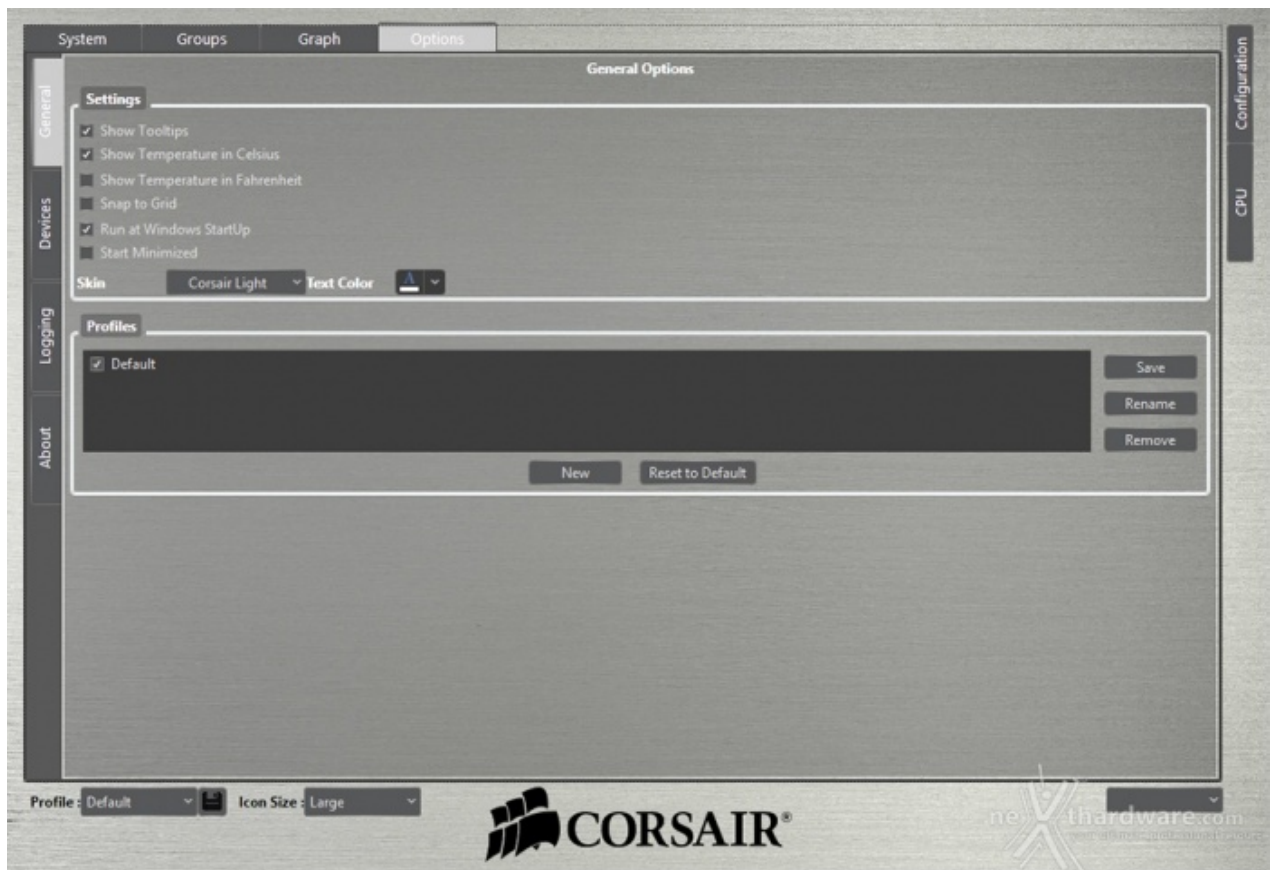 System Groups Graph Options
General Options
General
Devices
Logging
About
Settings
Show Tooltips
Show Temperature in Celsius
Show Temperature in Fahrenheit
Snap to Grid
Run at Windows StartUp
Start Minimized
Skin Corsair Light Text Color A
Profiles
Default
Save
Rename
Remove
New Reset to Default
Configuration
CPU
Profile : Default Icon Size : Large
CORSAIR®
nexthardware.com